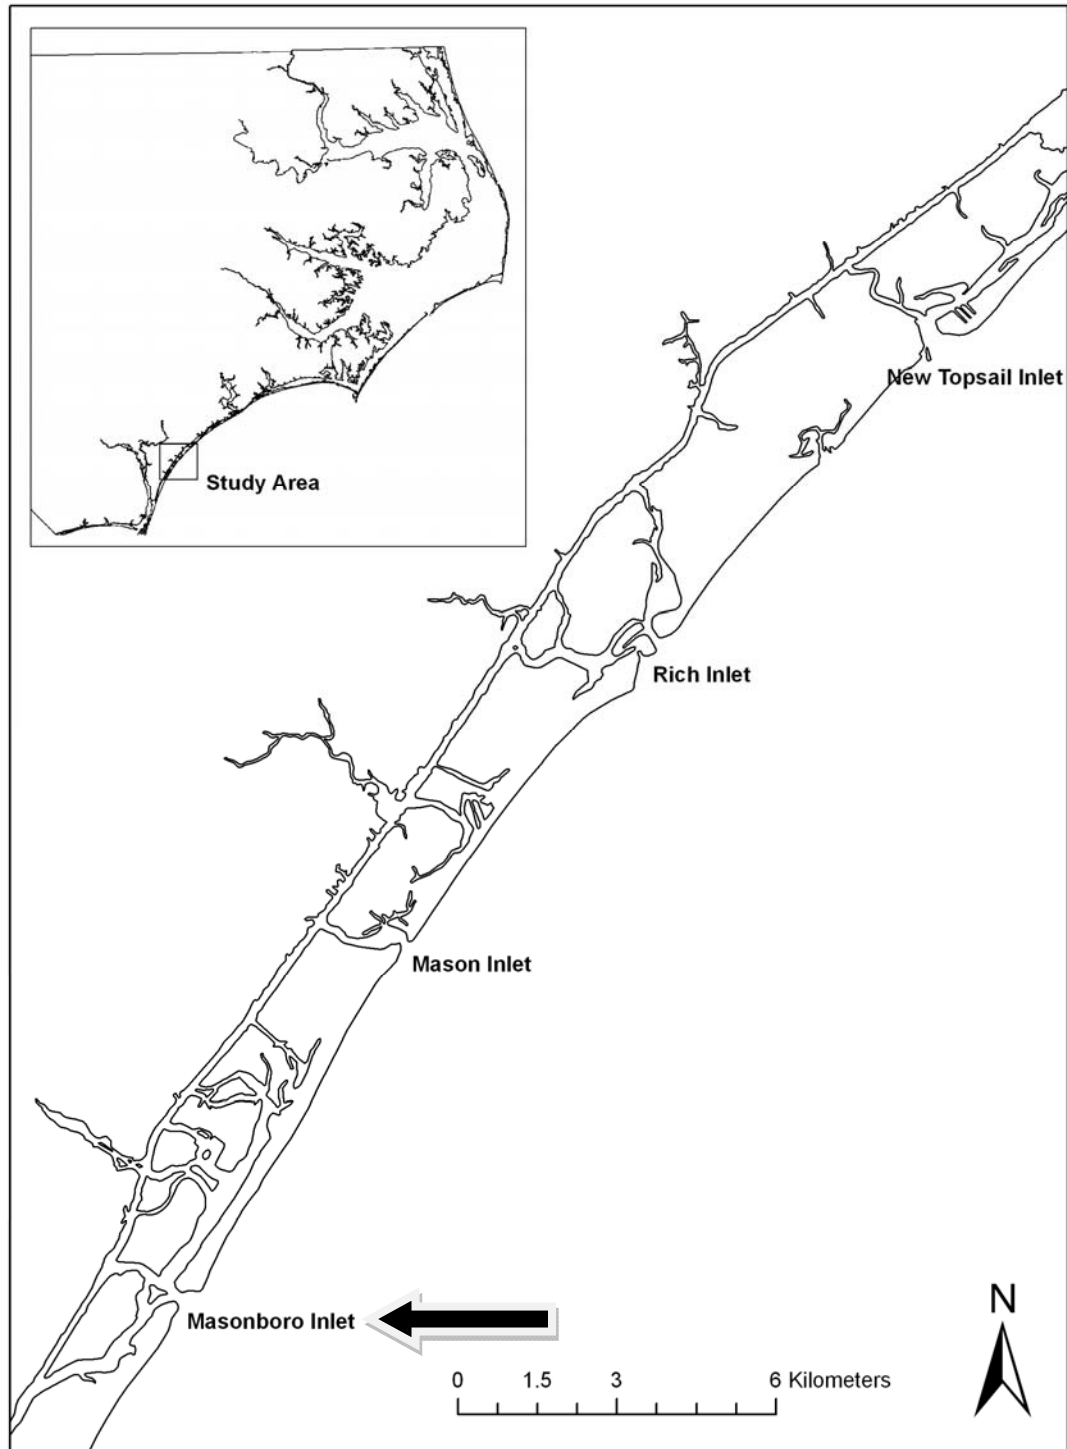 Study Area
New Topsail Inlet
Rich Inlet
Mason Inlet
Masonboro Inlet
N
0 1.5 3 6 Kilometers